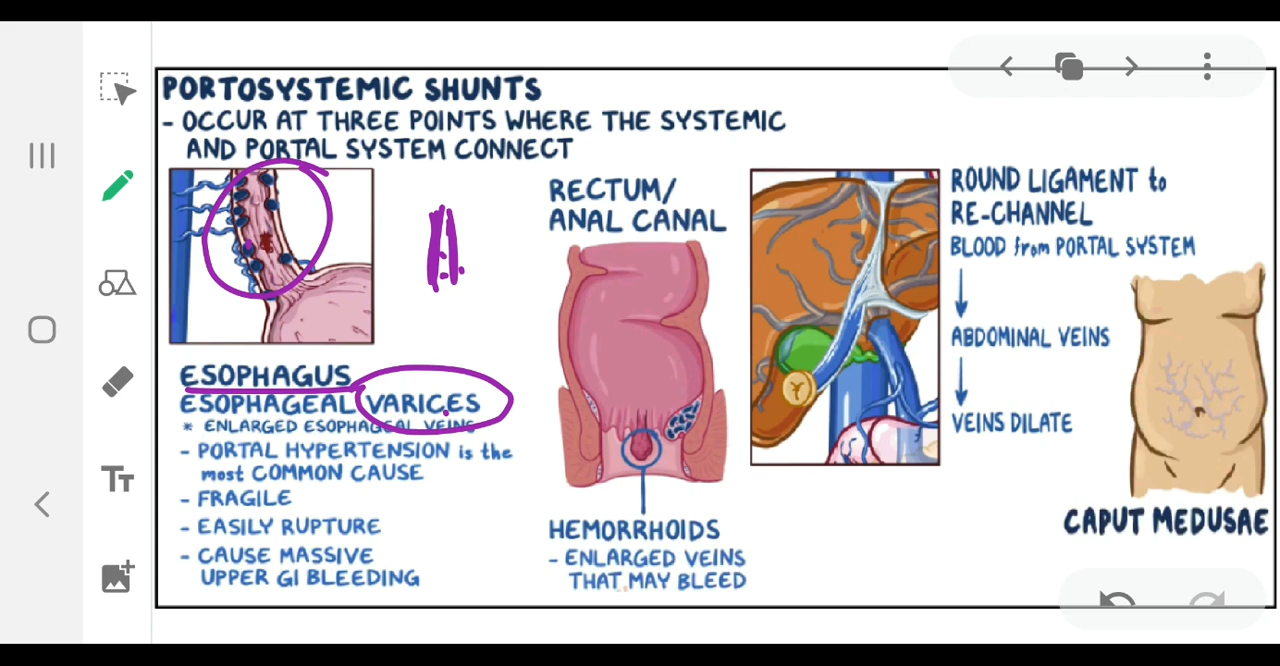 PORTOSYSTEMIC SHUNTS
- OCCUR AT THREE POINTS WHERE THE SYSTEMIC
AND PORTAL SYSTEM CONNECT
ESOPHAGUS
ESOPHAGEAL VARICES
* ENLARGED ESOPHAGEAL VEINS
- PORTAL HYPERTENSION is the
most COMMON CAUSE
- FRAGILE
- EASILY RUPTURE
- CAUSE MASSIVE
UPPER GI BLEEDING
RECTUM/
ANAL CANAL
HEMORRHOIDS
- ENLARGED VEINS
THAT MAY BLEED
ROUND LIGAMENT to
RE-CHANNEL
BLOOD from PORTAL SYSTEM
ABDOMINAL VEINS
VEINS DILATE
CAPUT MEDUSAE
TT